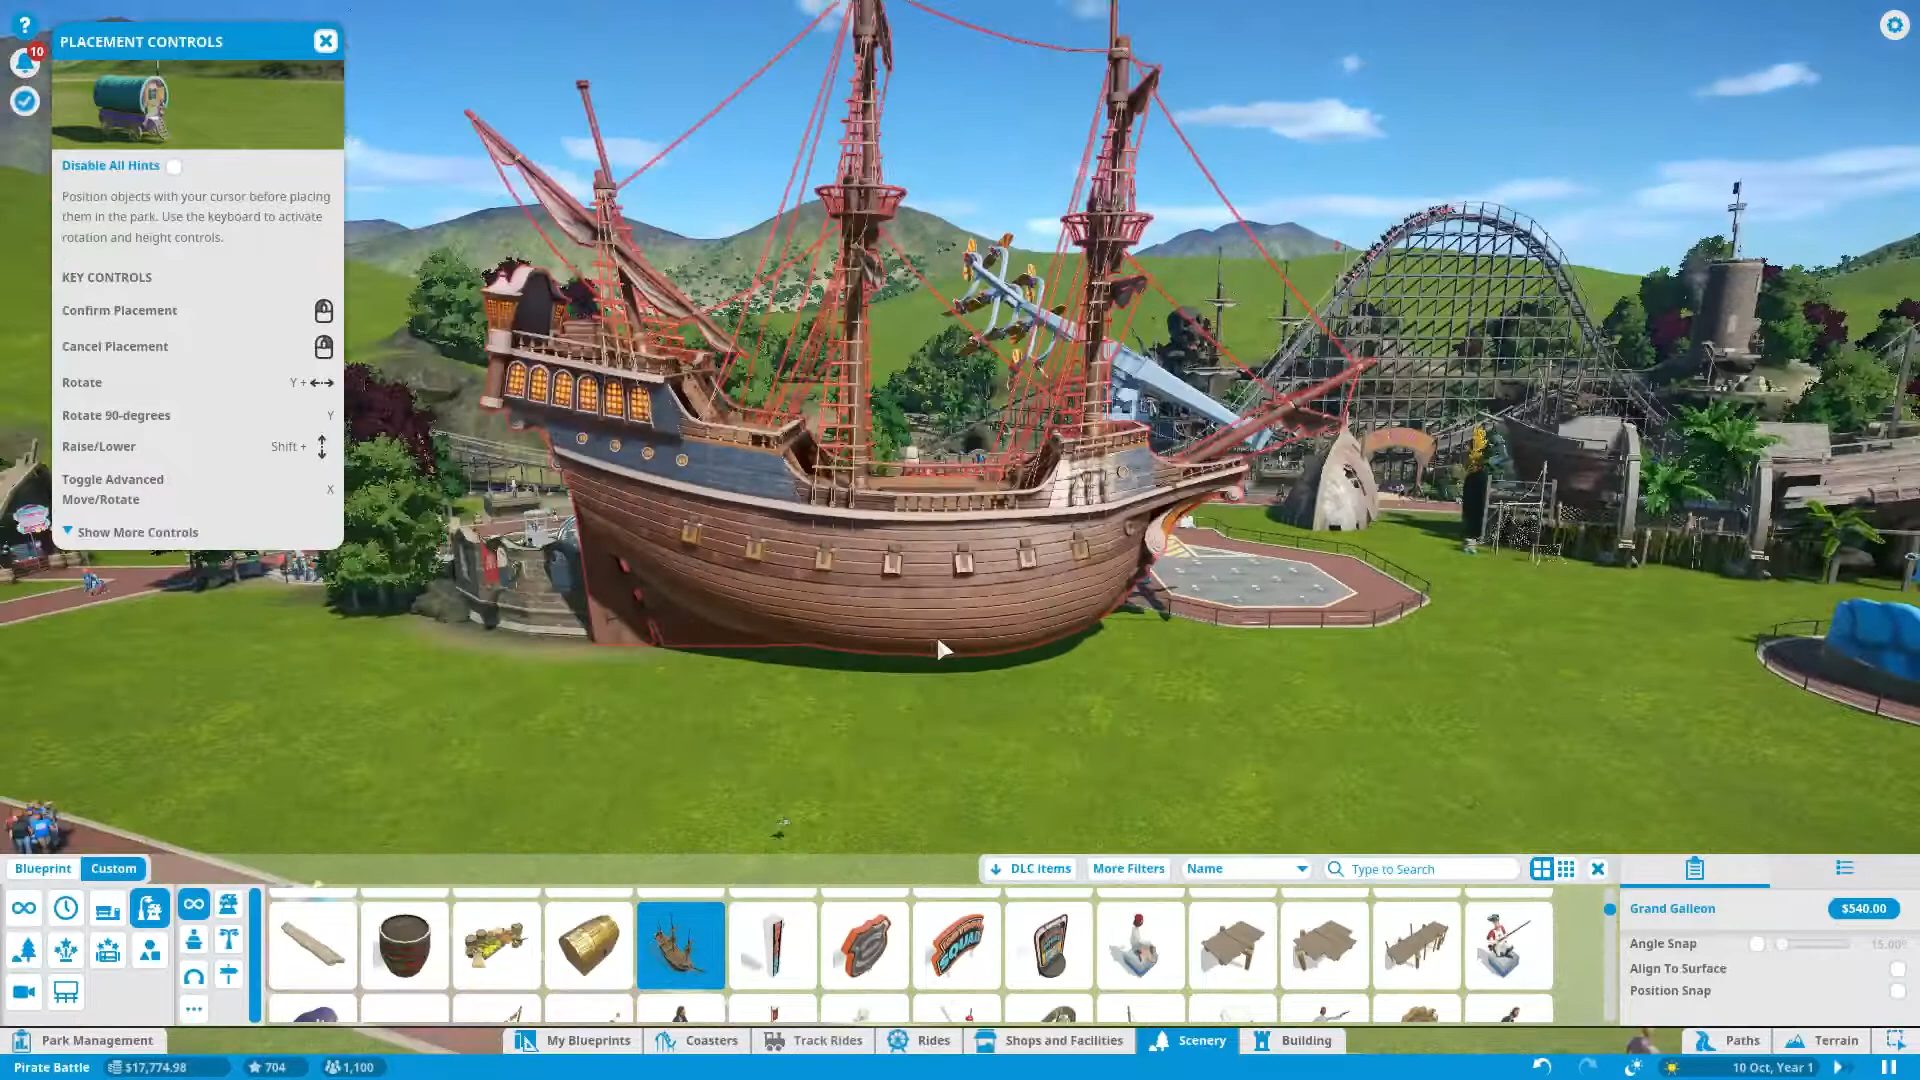 ?
10
PLACEMENT CONTROLS
Disable All Hints
Position objects with your cursor before placing
them in the park. Use the keyboard to activate
rotation and height controls.
KEY CONTROLS
Confirm Placement
Cancel Placement
Rotate Y +
Rotate 90-degrees Y
Raise/Lower Shift +
Toggle Advanced
Move/Rotate X
Show More Controls
Blueprint Custom
DLC items More Filters Name Type to Search
SQUAD
Grand Galleon $540.00
Angle Snap 15.00º
Align To Surface
Position Snap
Park Management My Blueprints Coasters Track Rides Rides Shops and Facilities Scenery Building Paths Terrain
Pirate Battle $17,774.98 704 1,100 10 Oct, Year 1